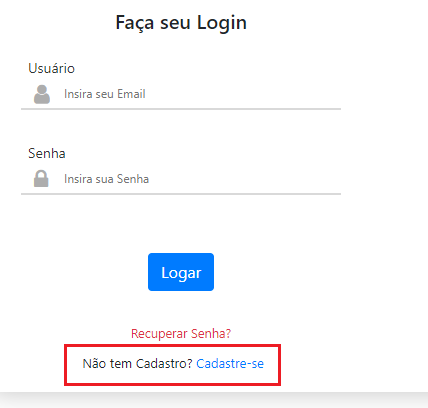 Faça seu Login
Usuário
Insira seu Email
Senha
Insira sua Senha
Logar
Recuperar Senha?
Não tem Cadastro? Cadastre-se